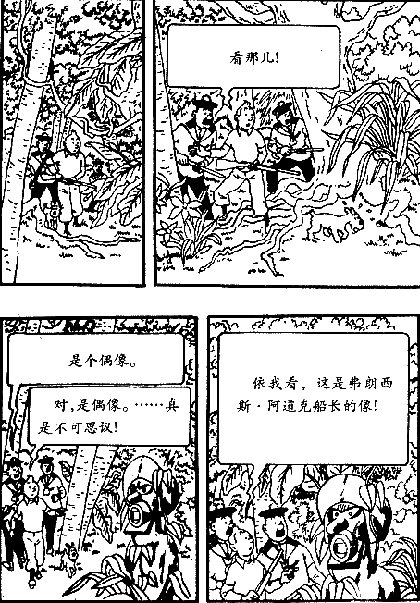 看那儿!
是个偶像。
对,是偶像。……真
是不可思议!
依我看,这是弗朗西
斯·阿道克船长的像!